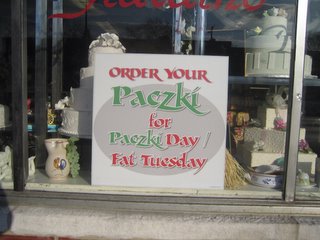 ORDER YOUR
Paczki
for
Paczki Day /
Fat Tuesday